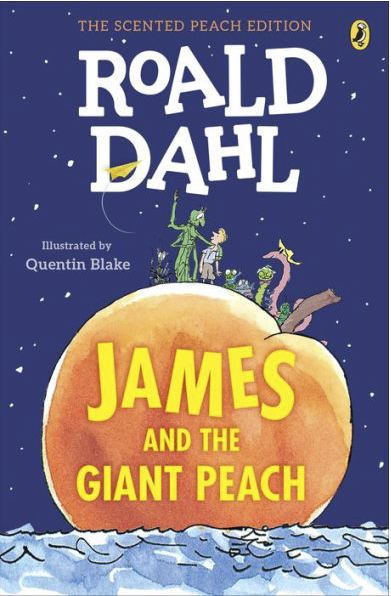 THE SCENTED PEACH EDITION
ROALD
DAHL
Illustrated by
Quentin Blake
JAMES
AND THE
GIANT PEACH